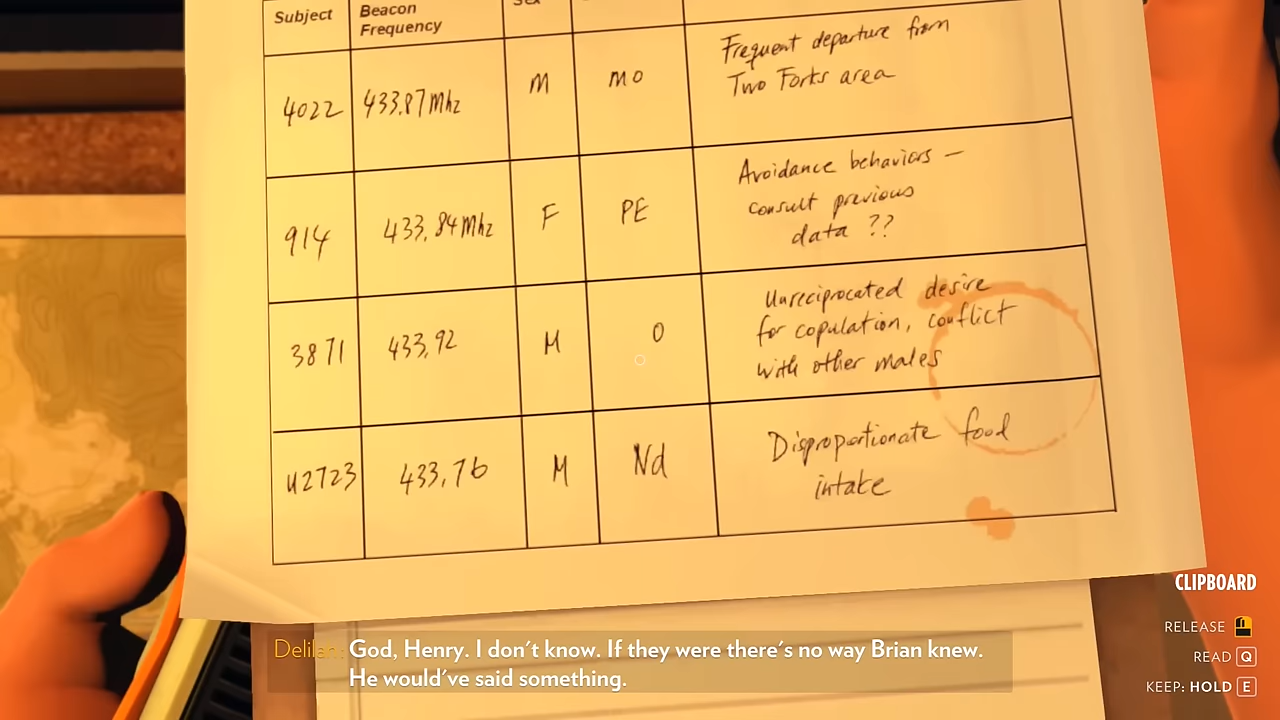 Subject
Beacon
Frequency
Sex
4022
433.87Mhz
M
MO
Frequent departure from
Two Forks area
914
433.84Mhz
F
PE
Avoidance behaviors —
consult previous
data ??
3871
433.92
M
O
Unreciprocated desire
for copulation, conflict
with other males
U2723
433.76
M
Nd
Disproportionate food
intake
CLIPBOARD
RELEASE
READ Q
KEEP: HOLD E
Delilah: God, Henry. I don't know. If they were there's no way Brian knew.
He would've said something.